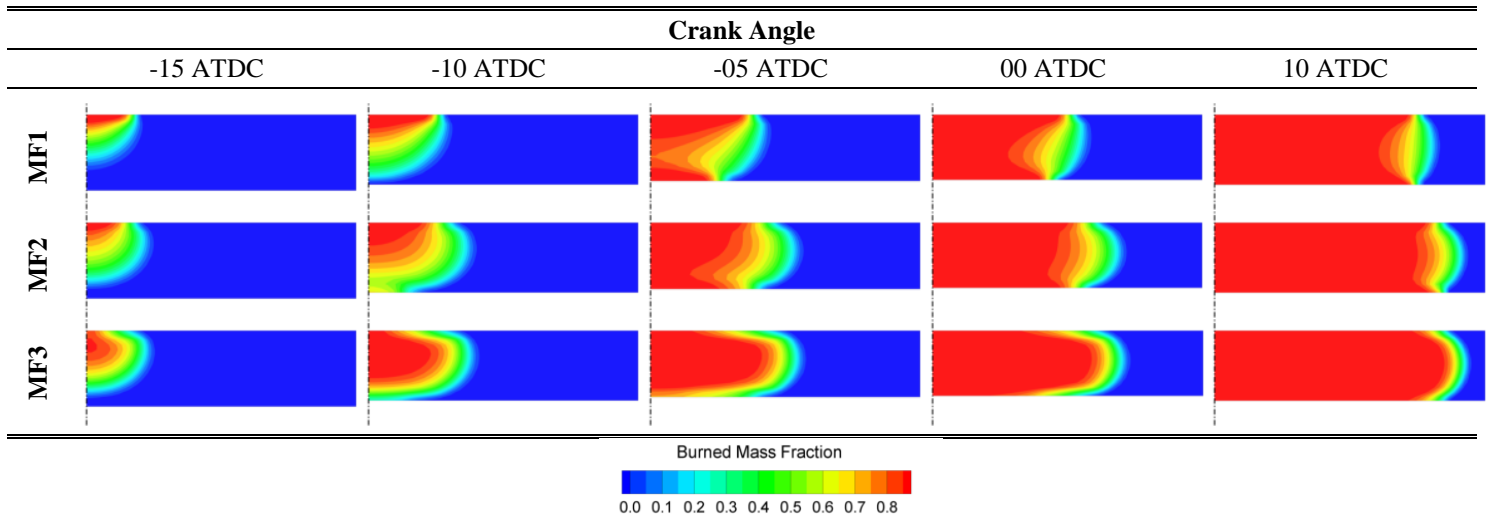 Crank Angle
-15 ATDC -10 ATDC -05 ATDC 00 ATDC 10 ATDC
MF1
MF2
MF3
Burned Mass Fraction
0.0 0.1 0.2 0.3 0.4 0.5 0.6 0.7 0.8